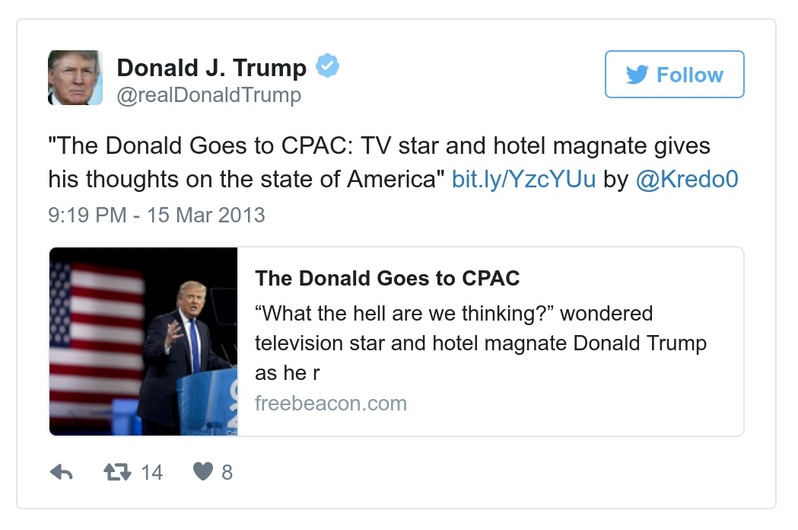 Donald J. Trump
@realDonaldTrump
Follow
"The Donald Goes to CPAC: TV star and hotel magnate gives
his thoughts on the state of America" bit.ly/YzcYUu by @Kredo0
9:19 PM - 15 Mar 2013
The Donald Goes to CPAC
“What the hell are we thinking?” wondered
television star and hotel magnate Donald Trump
as he r
freebeacon.com
14
8